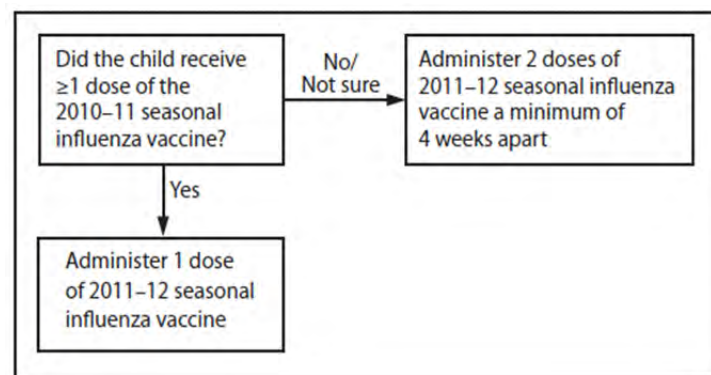 Did the child receive
≥1 dose of the
2010–11 seasonal
influenza vaccine?
No/
Not sure
Administer 2 doses of
2011–12 seasonal influenza
vaccine a minimum of
4 weeks apart
Yes
Administer 1 dose
of 2011–12 seasonal
influenza vaccine